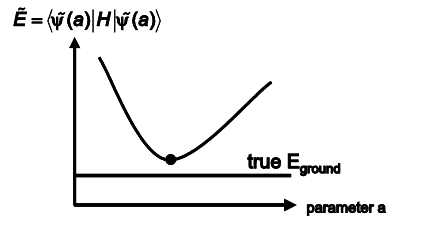 Ẽ = ⟨ψ̃(a)|H|ψ̃(a)⟩
true E_ground
parameter a